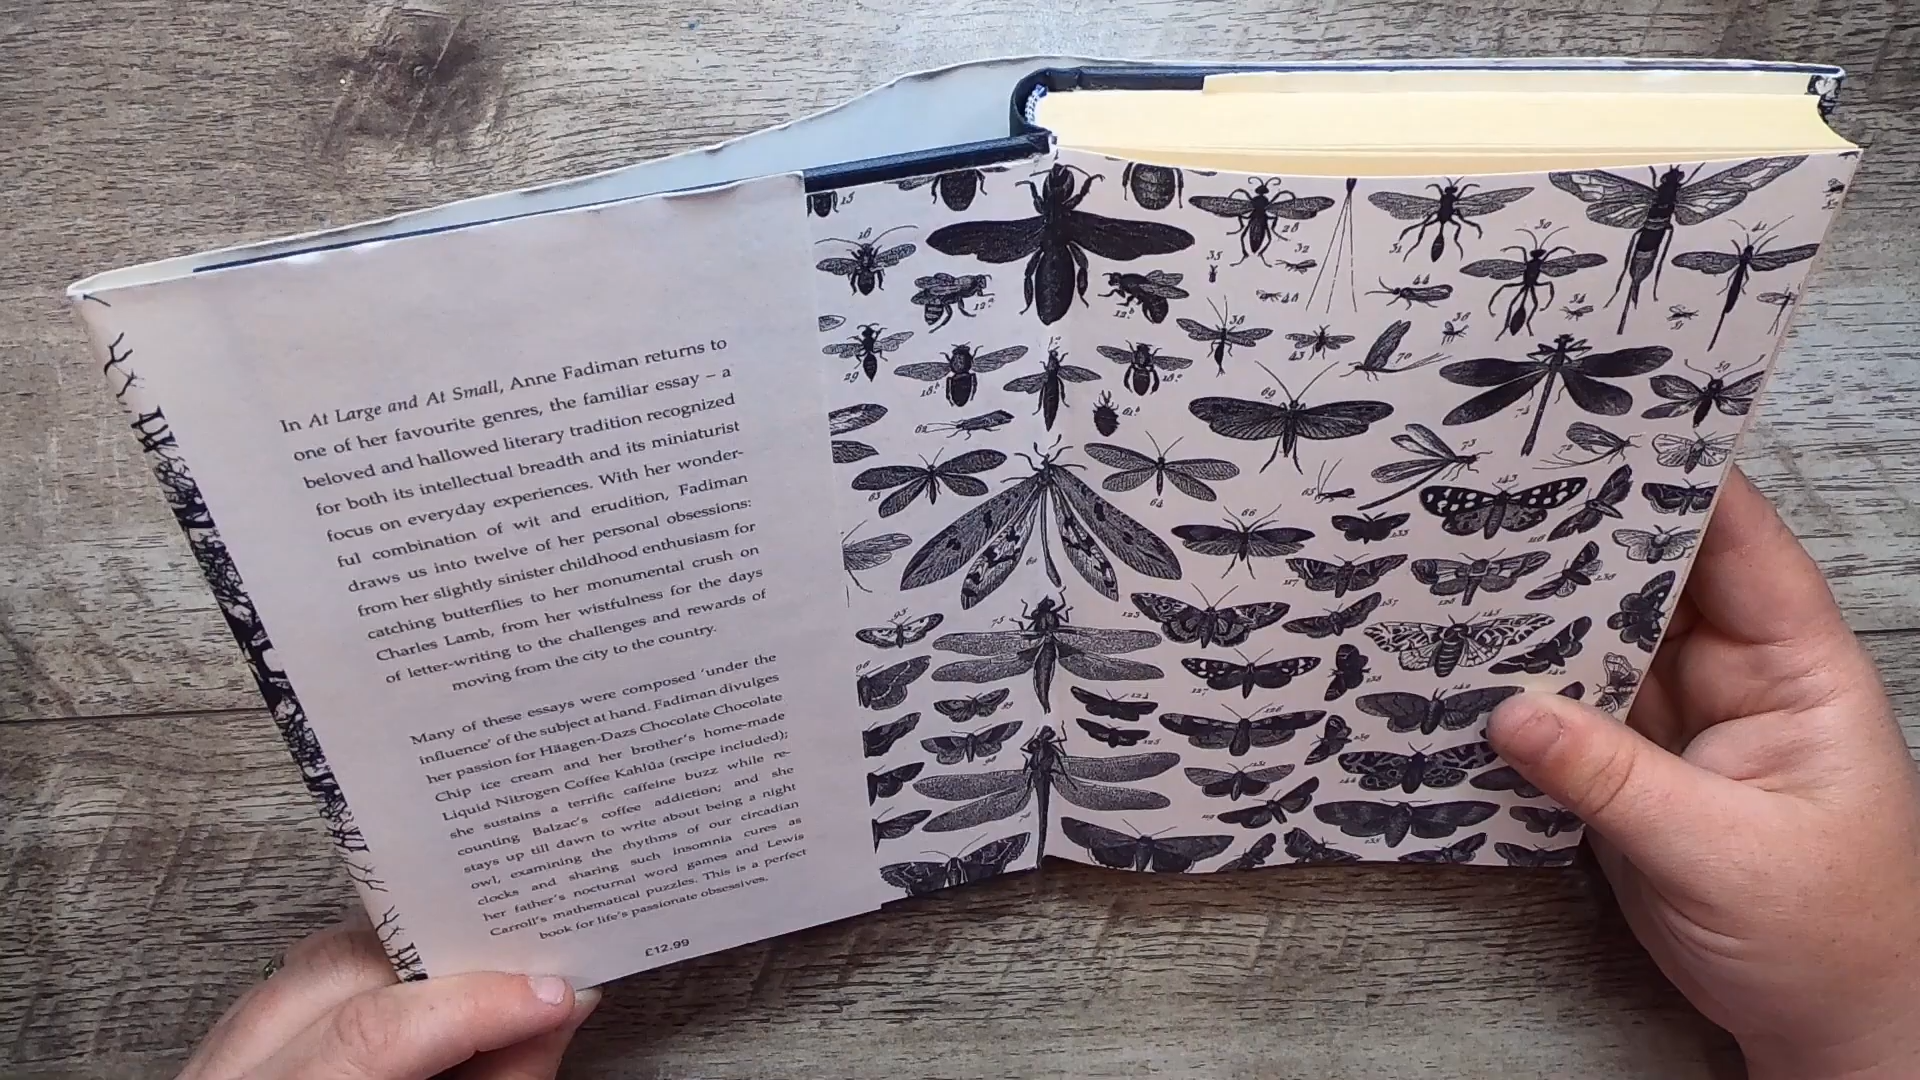 In At Large and At Small, Anne Fadiman returns to
one of her favourite genres, the familiar essay – a
beloved and hallowed literary tradition recognized
for both its intellectual breadth and its miniaturist
focus on everyday experiences. With her wonder-
ful combination of wit and erudition, Fadiman
draws us into twelve of her personal obsessions:
from her slightly sinister childhood enthusiasm for
catching butterflies to her monumental crush on
Charles Lamb, from her wistfulness for the days
of letter-writing to the challenges and rewards of
moving from the city to the country.
Many of these essays were composed ‘under the
influence’ of the subject at hand. Fadiman divulges
her passion for Häagen-Dazs Chocolate Chocolate
Chip ice cream and her brother’s home-made
Liquid Nitrogen Coffee Kahlúa (recipe included);
she sustains a terrific caffeine buzz while re-
counting Balzac’s coffee addiction; and she
stays up till dawn to write about being a night
owl, examining the rhythms of our circadian
clocks and sharing such insomnia cures as
her father’s nocturnal word games and Lewis
Carroll’s mathematical puzzles. This is a perfect
book for life’s passionate obsessives.
£12.99